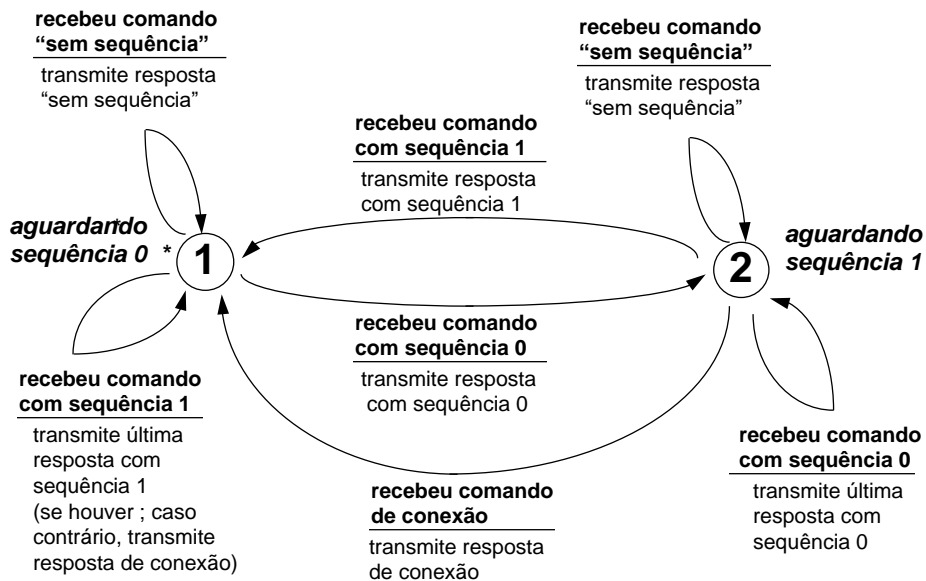 recebeu comando
“sem sequência”
transmite resposta
“sem sequência”
recebeu comando
“sem sequência”
transmite resposta
“sem sequência”
recebeu comando
com sequência 1
transmite resposta
com sequência 1
aguardando*
sequência 0 *
1
2
aguardando
sequência 1
recebeu comando
com sequência 0
transmite resposta
com sequência 0
recebeu comando
com sequência 1
transmite última
resposta com
sequência 1
(se houver ; caso
contrário, transmite
resposta de conexão)
recebeu comando
de conexão
transmite resposta
de conexão
recebeu comando
com sequência 0
transmite última
resposta com
sequência 0